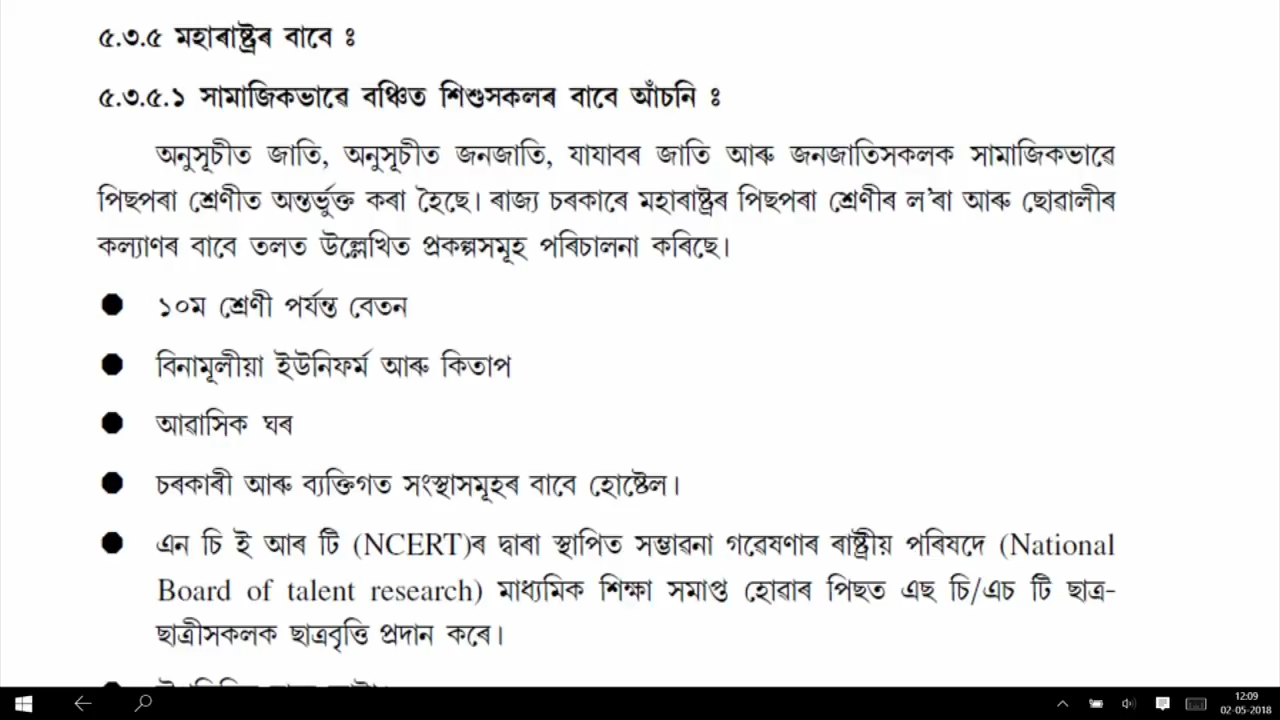 ৫.৩.৫ মহাৰাষ্ট্ৰৰ বাবে ঃ
৫.৩.৫.১ সামাজিকভাৱে বঞ্চিত শিশুসকলৰ বাবে আঁচনি ঃ
অনুসূচীত জাতি, অনুসূচীত জনজাতি, যাযাবৰ জাতি আৰু জনজাতিসকলক সামাজিকভাৱে
পিছপৰা শ্ৰেণীত অন্তৰ্ভুক্ত কৰা হৈছে। ৰাজ্য চৰকাৰে মহাৰাষ্ট্ৰৰ পিছপৰা শ্ৰেণীৰ ল’ৰা আৰু ছোৱালীৰ
কল্যাণৰ বাবে তলত উল্লেখিত প্ৰকল্পসমূহ পৰিচালনা কৰিছে।
● ১০ম শ্ৰেণী পৰ্যন্ত বেতন
● বিনামূলীয়া ইউনিফৰ্ম আৰু কিতাপ
● আৱাসিক ঘৰ
● চৰকাৰী আৰু ব্যক্তিগত সংস্থাসমূহৰ বাবে হোষ্টেল।
● এন চি ই আৰ টি (NCERT)ৰ দ্বাৰা স্থাপিত সম্ভাৱনা গৱেষণাৰ ৰাষ্ট্ৰীয় পৰিষদে (National
Board of talent research) মাধ্যমিক শিক্ষা সমাপ্ত হোৱাৰ পিছত এছ চি/এচ টি ছাত্ৰ-
ছাত্ৰীসকলক ছাত্ৰবৃত্তি প্ৰদান কৰে।
12:09
02-05-2018